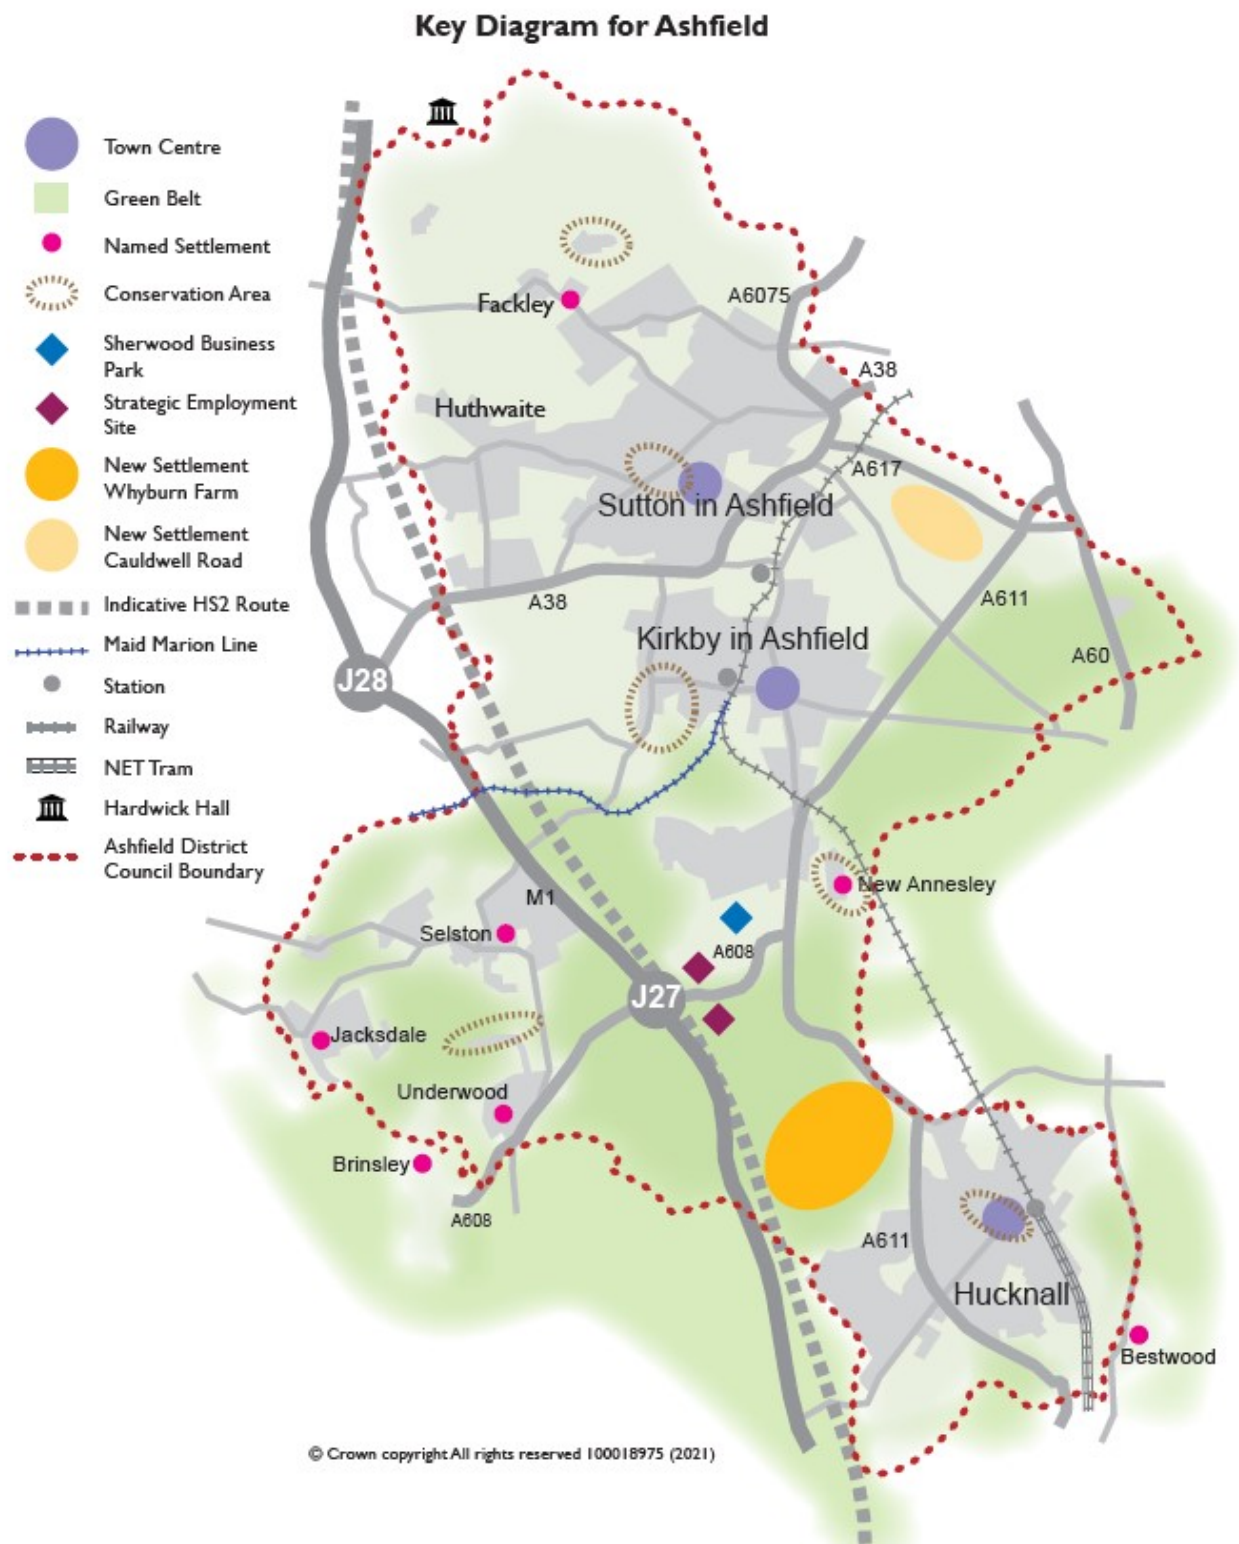 Key Diagram for Ashfield
Town Centre
Green Belt
Named Settlement
Conservation Area
Sherwood Business
Park
Strategic Employment
Site
New Settlement
Whyburn Farm
New Settlement
Cauldwell Road
Indicative HS2 Route
Maid Marion Line
Station
Railway
NET Tram
Hardwick Hall
Ashfield District
Council Boundary
A6075
Fackley
A38
Huthwaite
A617
Sutton in Ashfield
A38
A611
Kirkby in Ashfield
A60
J28
New Annesley
M1
Selston
A608
J27
Jacksdale
Underwood
Brinsley
A608
A611
Hucknall
Bestwood
© Crown copyright All rights reserved 100018975 (2021)